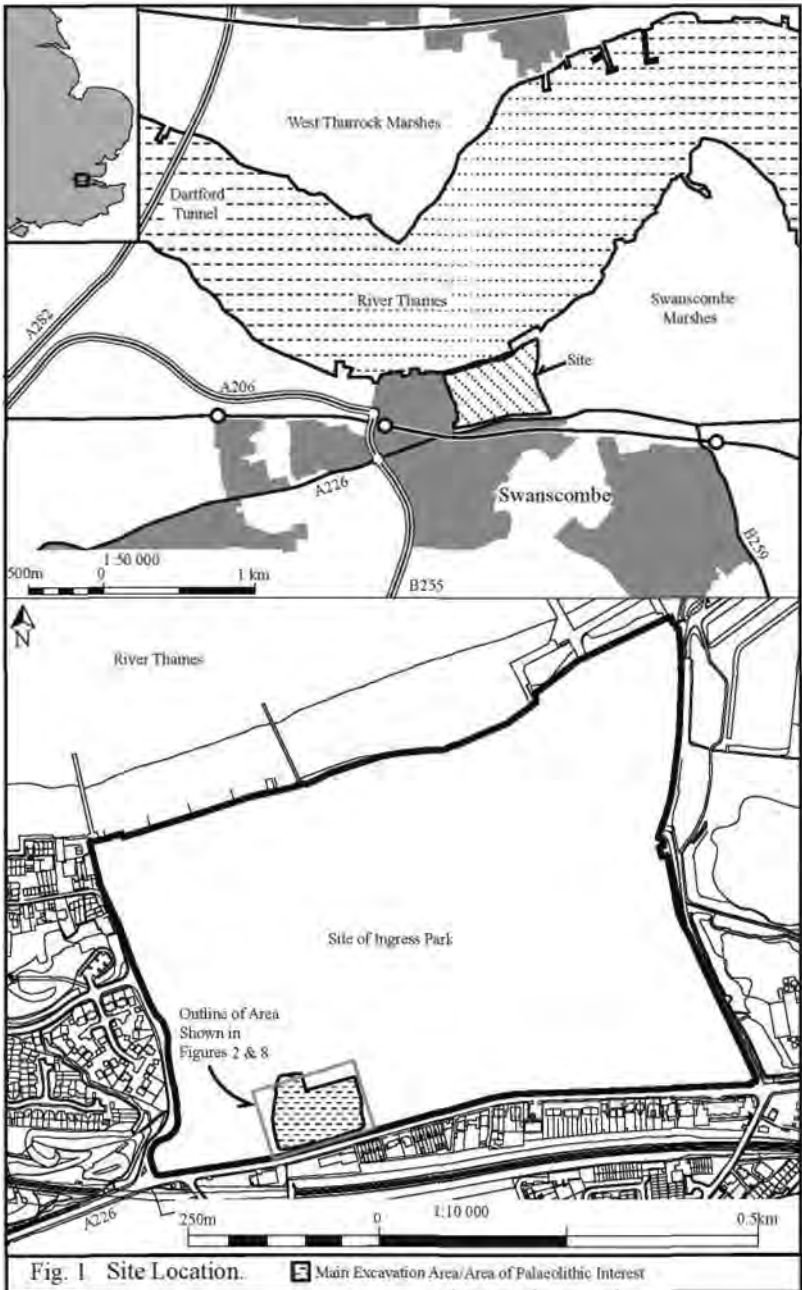 West Thurrock Marshes
Dartford
Tunnel
River Thames
Swanscombe
Marshes
A282
Site
A206
A226
Swanscombe
B259
1:50 000
500m 0 1 km
B255
N
River Thames
Site of Ingress Park
Outline of Area
Shown in
Figures 2 & 8
A226
1:10 000
250m 0 0.5km
Fig. 1 Site Location. Main Excavation Area/Area of Palaeolithic Interest